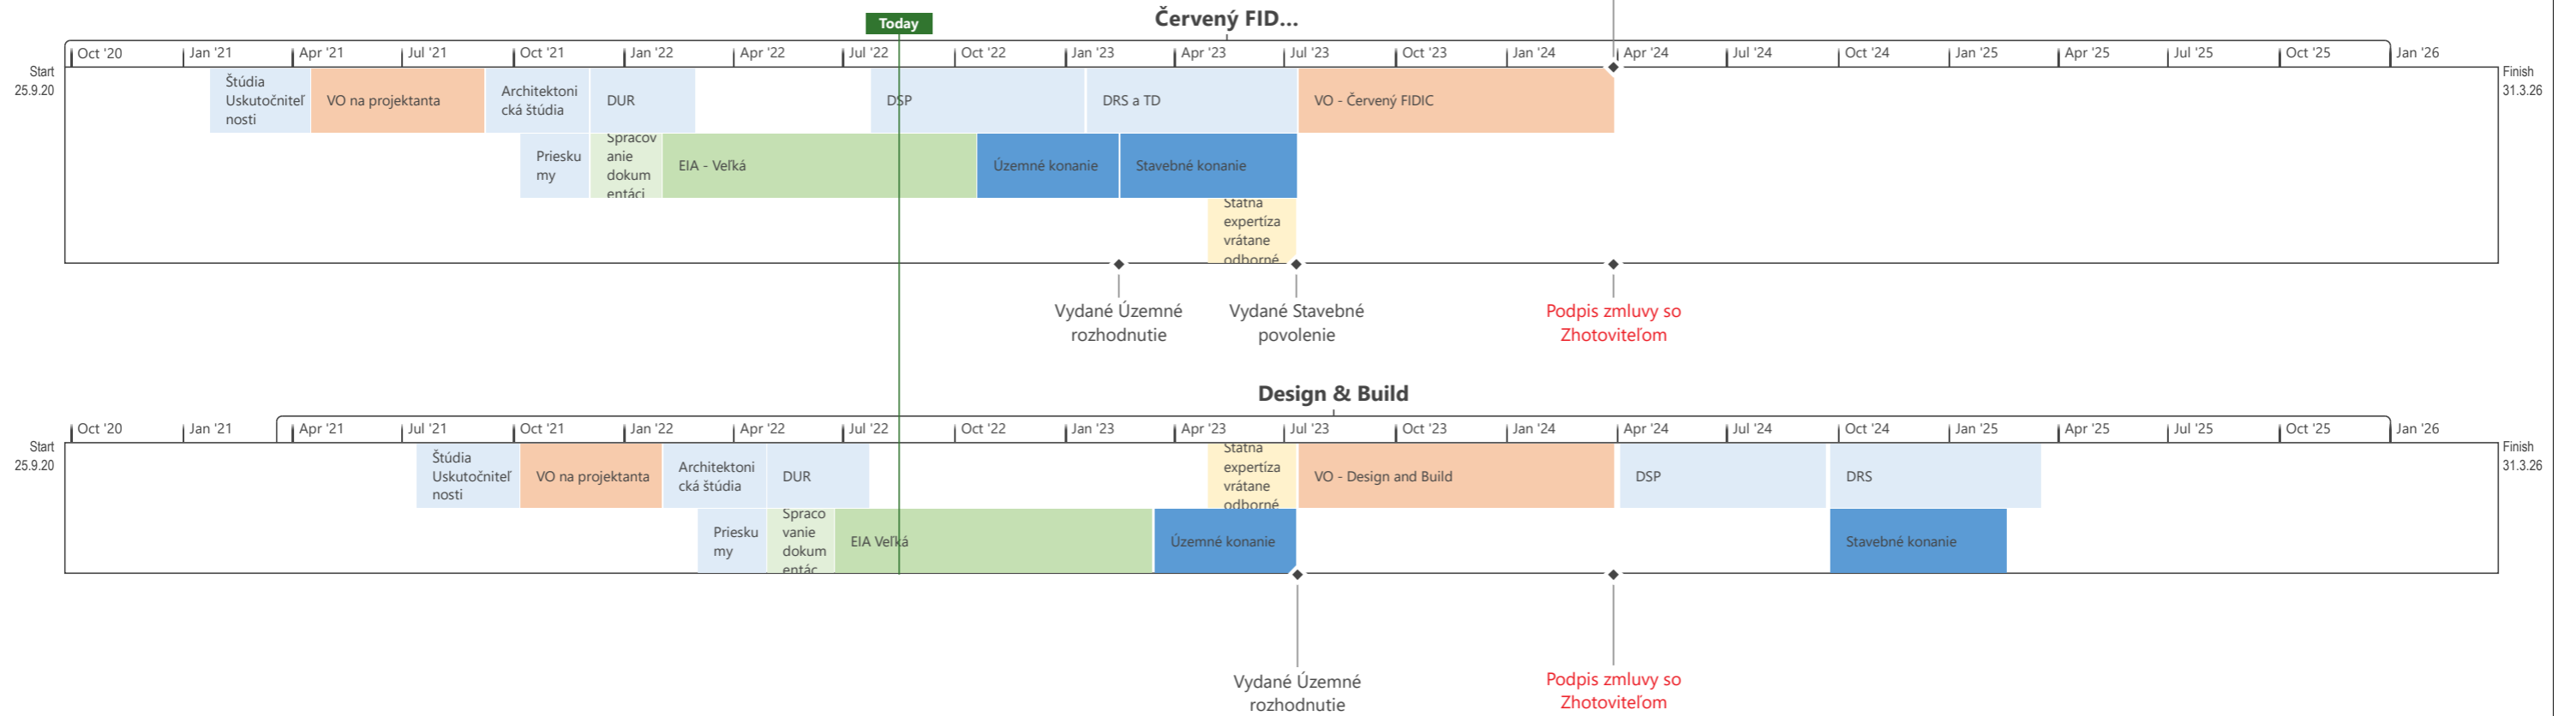 Today
Červený FID...
Oct '20 Jan '21 Apr '21 Jul '21 Oct '21 Jan '22 Apr '22 Jul '22 Oct '22 Jan '23 Apr '23 Jul '23 Oct '23 Jan '24 Apr '24 Jul '24 Oct '24 Jan '25 Apr '25 Jul '25 Oct '25 Jan '26
Start
25.9.20
Finish
31.3.26
Štúdia
Uskutočniteľ
nosti
VO na projektanta
Architektoni
cká štúdia
DUR
DSP
DRS a TD
VO - Červený FIDIC
Priesku
my
Spracov
anie
dokum
entáci
EIA - Veľká
Územné konanie
Stavebné konanie
Štátna
expertíza
vrátane
odborné
Vydané Územné
rozhodnutie
Vydané Stavebné
povolenie
Podpis zmluvy so
Zhotoviteľom
Design & Build
Oct '20 Jan '21 Apr '21 Jul '21 Oct '21 Jan '22 Apr '22 Jul '22 Oct '22 Jan '23 Apr '23 Jul '23 Oct '23 Jan '24 Apr '24 Jul '24 Oct '24 Jan '25 Apr '25 Jul '25 Oct '25 Jan '26
Start
25.9.20
Finish
31.3.26
Štúdia
Uskutočniteľ
nosti
VO na projektanta
Architektoni
cká štúdia
DUR
Štátna
expertíza
vrátane
odborné
VO - Design and Build
DSP
DRS
Priesku
my
Spraco
vanie
dokum
entác
EIA Veľká
Územné konanie
Stavebné konanie
Vydané Územné
rozhodnutie
Podpis zmluvy so
Zhotoviteľom